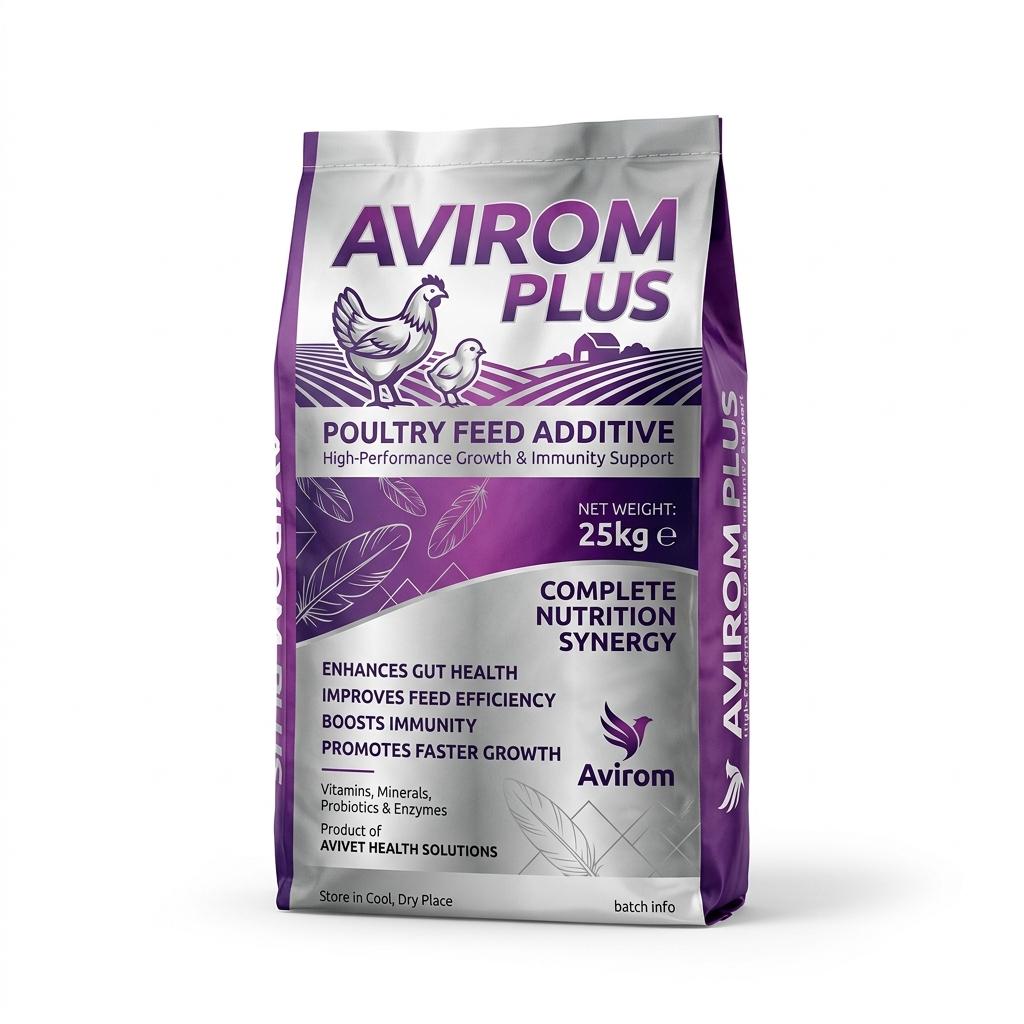 AVIROM
PLUS
POULTRY FEED ADDITIVE
High-Performance Growth & Immunity Support
NET WEIGHT:
25kg ℮
COMPLETE
NUTRITION
SYNERGY
ENHANCES GUT HEALTH
IMPROVES FEED EFFICIENCY
BOOSTS IMMUNITY
PROMOTES FASTER GROWTH
Avirom
Vitamins, Minerals,
Probiotics & Enzymes
Product of
AVIVET HEALTH SOLUTIONS
Store in Cool, Dry Place
batch info
AVIROM PLUS
AVIROM PLUS